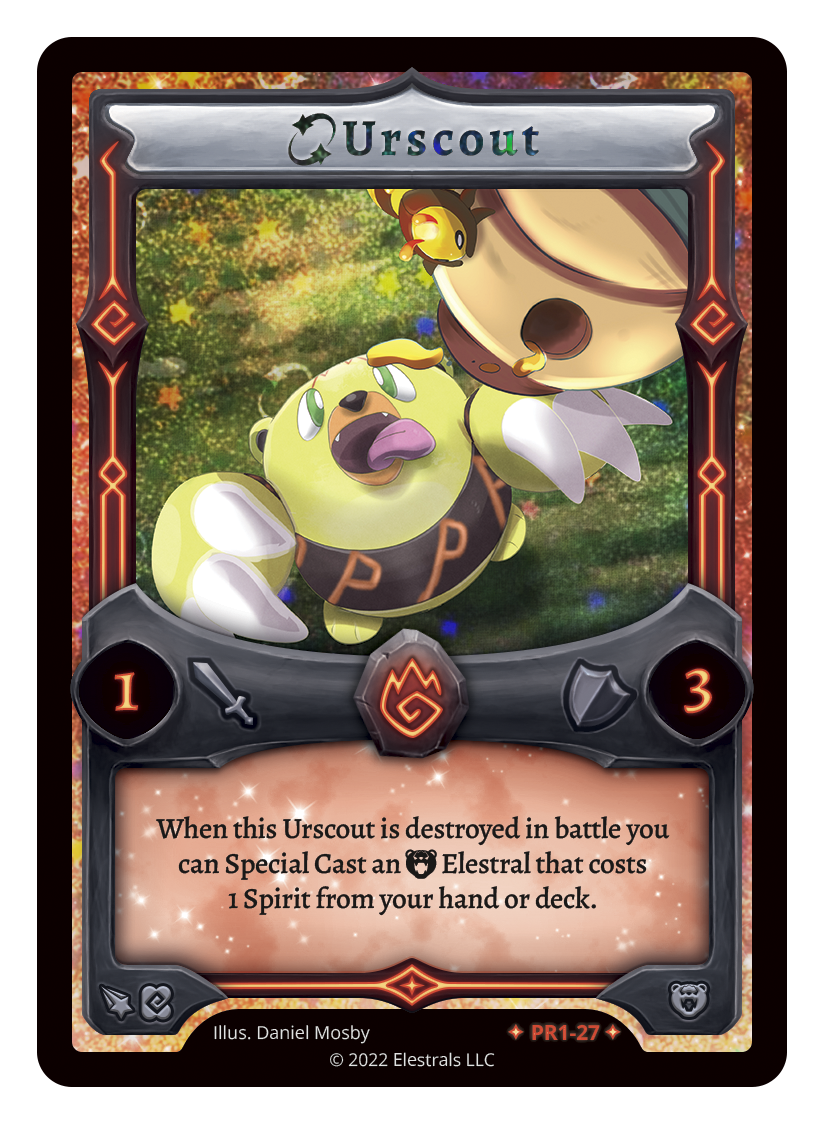 Urscout
1
3
When this Urscout is destroyed in battle you
can Special Cast an Elestral that costs
1 Spirit from your hand or deck.
Illus. Daniel Mosby
PR1-27
© 2022 Elestrals LLC